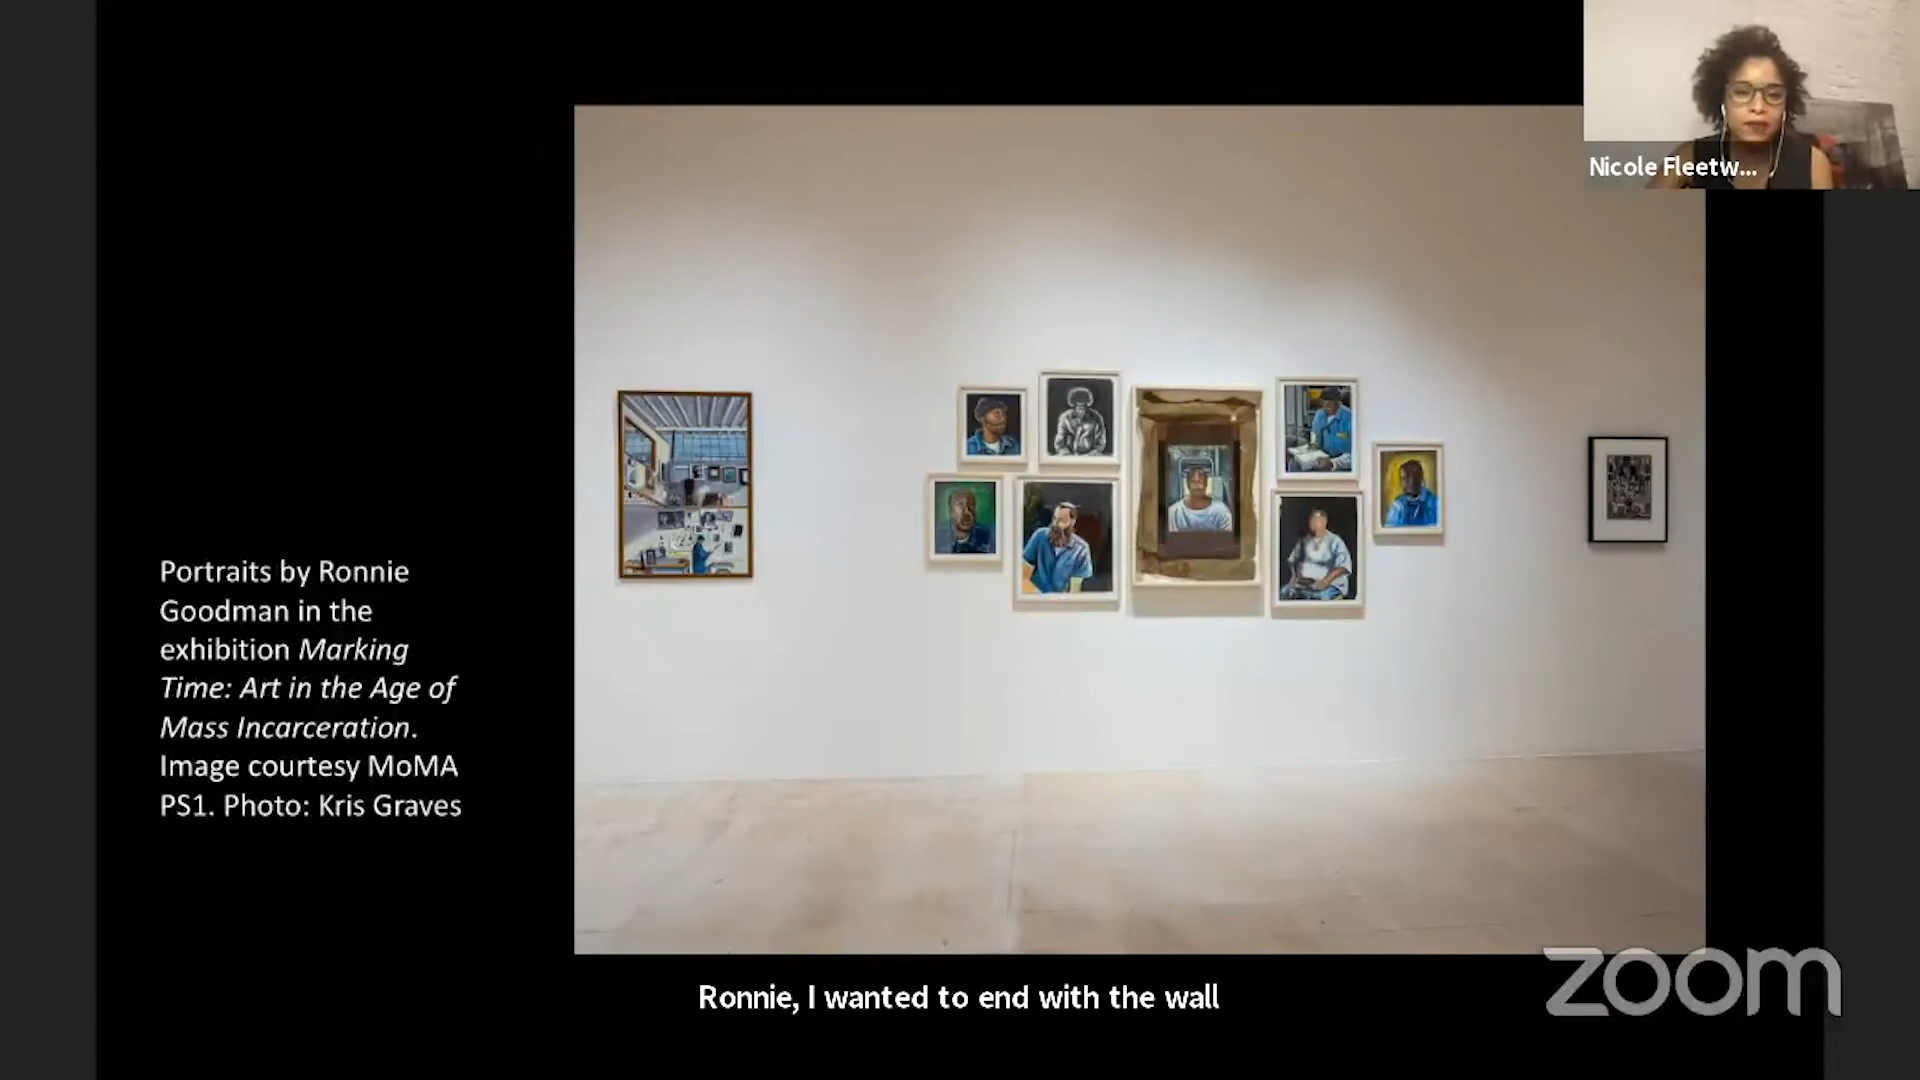 Nicole Fleetw...
Portraits by Ronnie
Goodman in the
exhibition Marking
Time: Art in the Age of
Mass Incarceration.
Image courtesy MoMA
PS1. Photo: Kris Graves
Ronnie, I wanted to end with the wall
zoom